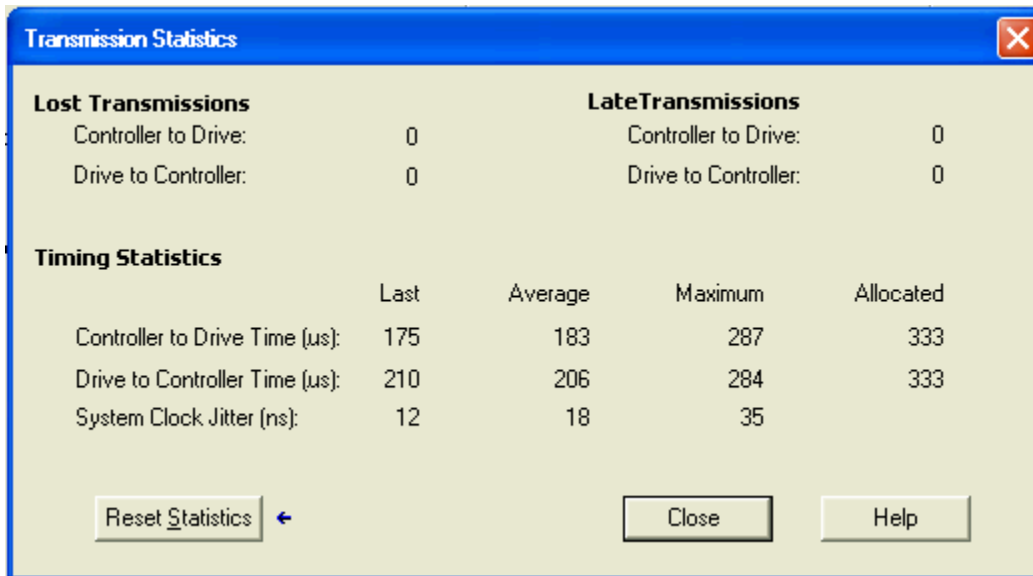 Transmission Statistics
Lost Transmissions LateTransmissions
Controller to Drive: 0 Controller to Drive: 0
Drive to Controller: 0 Drive to Controller: 0
Timing Statistics
Last Average Maximum Allocated
Controller to Drive Time (µs): 175 183 287 333
Drive to Controller Time (µs): 210 206 284 333
System Clock Jitter (ns): 12 18 35
Reset Statistics Close Help